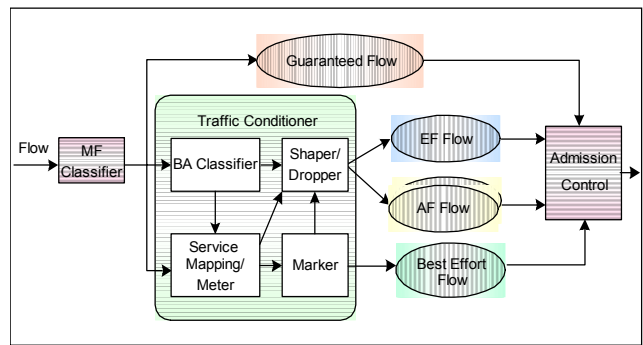 Guaranteed Flow
Traffic Conditioner
Flow
MF
Classifier
BA Classifier
Shaper/
Dropper
EF Flow
Admission
Control
AF Flow
Service
Mapping/
Meter
Marker
Best Effort
Flow